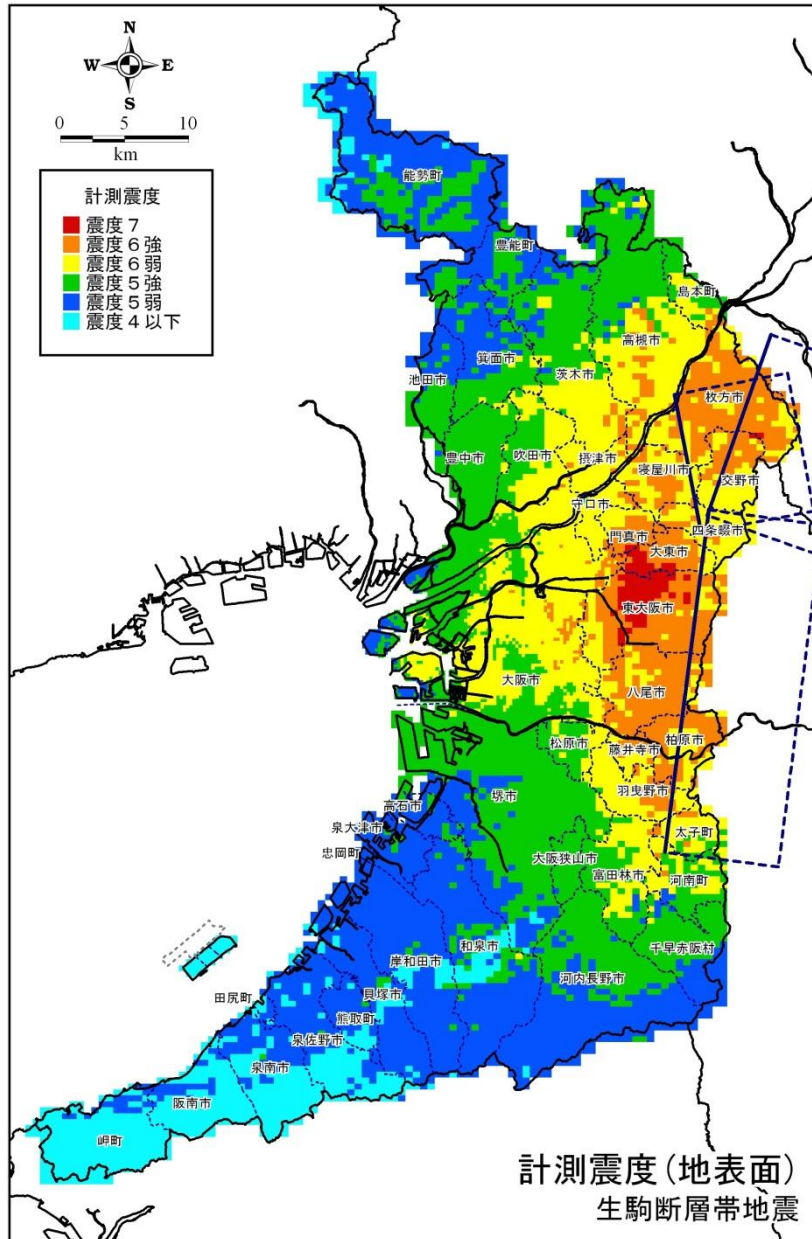 N
W E
S
0 5 10
km
計測震度
震度７
震度６強
震度６弱
震度５強
震度５弱
震度４以下
能勢町
豊能町
島本町
高槻市
箕面市
茨木市
池田市
枚方市
豊中市
吹田市
摂津市
寝屋川市
交野市
守口市
四条畷市
門真市
大東市
東大阪市
大阪市
八尾市
松原市
藤井寺市
柏原市
羽曳野市
堺市
高石市
泉大津市
太子町
忠岡町
大阪狭山市
富田林市
河南町
和泉市
千早赤阪村
岸和田市
河内長野市
貝塚市
田尻町
熊取町
泉佐野市
泉南市
阪南市
岬町
計測震度(地表面)
生駒断層帯地震